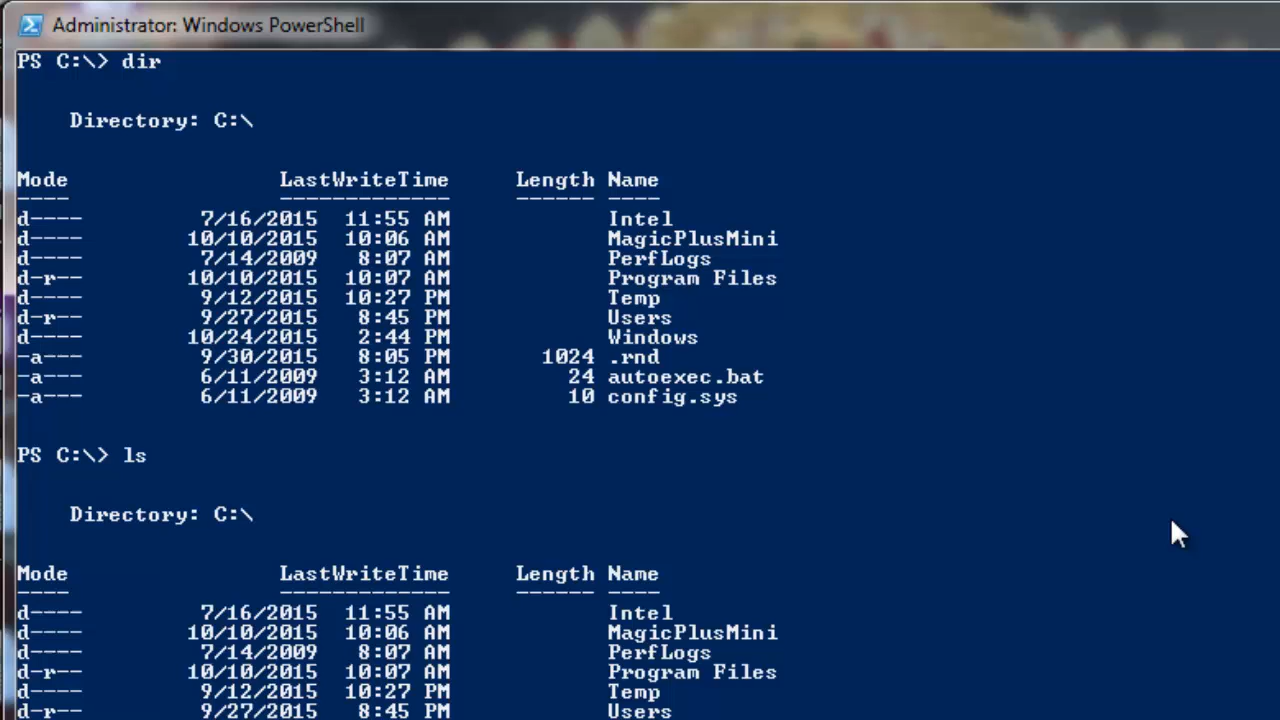 Administrator: Windows PowerShell
PS C:\> dir
Directory: C:\
Mode                LastWriteTime     Length Name
----                -------------     ------ ----
d----         7/16/2015  11:55 AM            Intel
d----        10/10/2015  10:06 AM            MagicPlusMini
d----         7/14/2009   8:07 AM            PerfLogs
d-r--        10/10/2015  10:07 AM            Program Files
d----         9/12/2015  10:27 PM            Temp
d-r--         9/27/2015   8:45 PM            Users
d----        10/24/2015   2:44 PM            Windows
-a---         9/30/2015   8:05 PM       1024 .rnd
-a---         6/11/2009   3:12 AM         24 autoexec.bat
-a---         6/11/2009   3:12 AM         10 config.sys
PS C:\> ls
Directory: C:\
Mode                LastWriteTime     Length Name
----                -------------     ------ ----
d----         7/16/2015  11:55 AM            Intel
d----        10/10/2015  10:06 AM            MagicPlusMini
d----         7/14/2009   8:07 AM            PerfLogs
d-r--        10/10/2015  10:07 AM            Program Files
d----         9/12/2015  10:27 PM            Temp
d-r--         9/27/2015   8:45 PM            Users